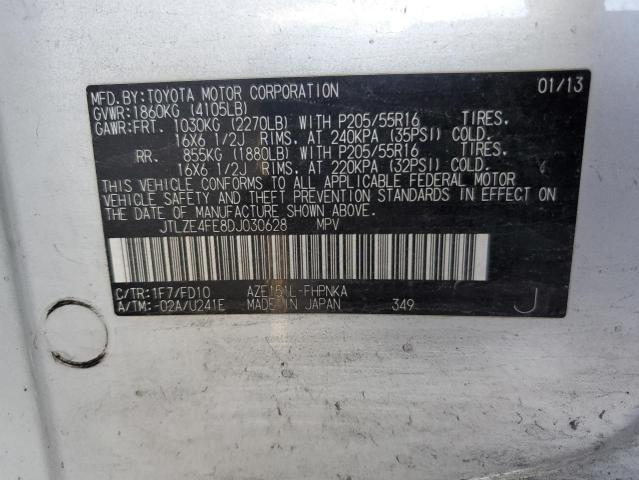 MFD.BY:TOYOTA MOTOR CORPORATION 01/13
GVWR:1860KG (4105LB)
GAWR:FRT. 1030KG (2270LB) WITH P205/55R16 TIRES.
16X6 1/2J RIMS. AT 240KPA (35PSI) COLD.
RR. 855KG (1880LB) WITH P205/55R16 TIRES.
16X6 1/2J RIMS. AT 220KPA (32PSI) COLD.
THIS VEHICLE CONFORMS TO ALL APPLICABLE FEDERAL MOTOR
VEHICLE SAFETY AND THEFT PREVENTION STANDARDS IN EFFECT ON
THE DATE OF MANUFACTURE SHOWN ABOVE.
JTLZE4FE8DJ030628 MPV
C/TR:1F7/FD10 AZE151L-FHPNKA
A/TM:-02A/U241E MADE IN JAPAN 349 J